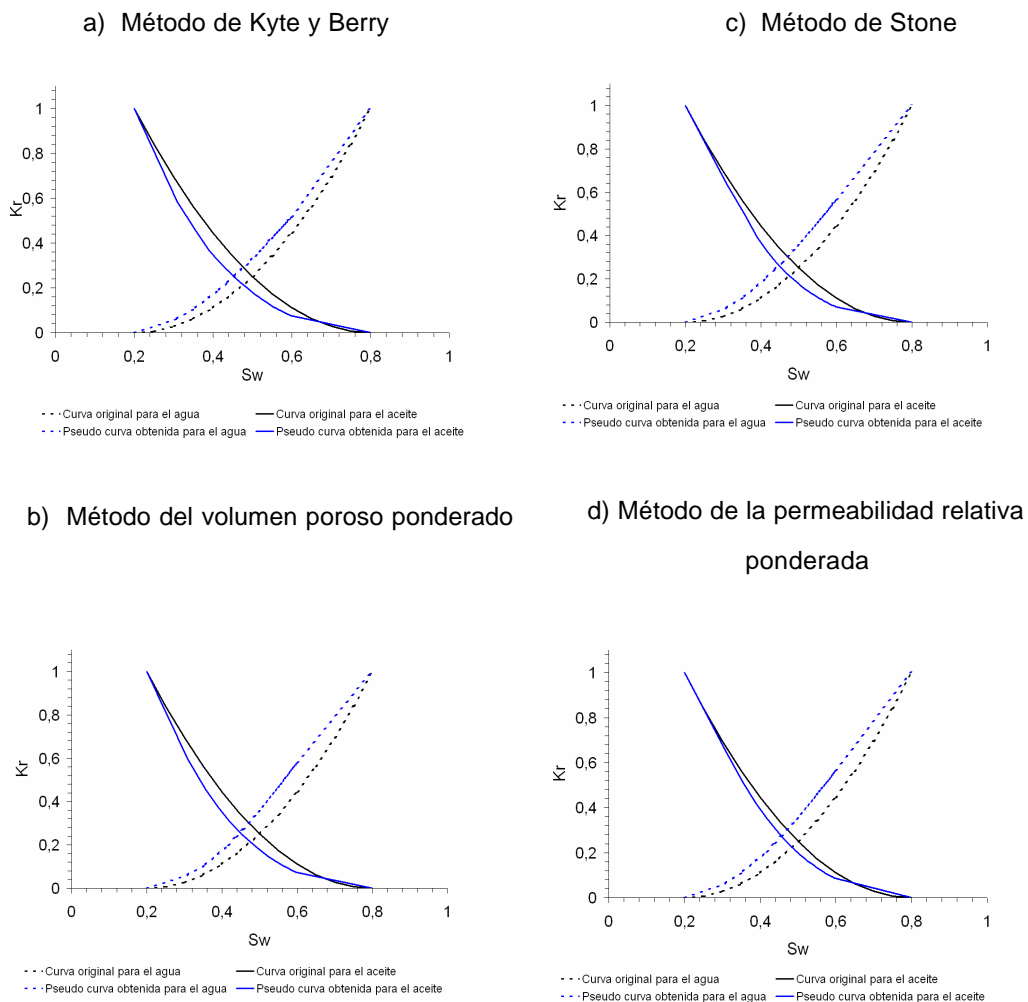 a) Método de Kyte y Berry
1
0,8
0,6
0,4
0,2
0
Kr
0 0,2 0,4 0,6 0,8 1
Sw
Curva original para el agua Curva original para el aceite
Pseudo curva obtenida para el agua Pseudo curva obtenida para el aceite
c) Método de Stone
1
0,8
0,6
0,4
0,2
0
Kr
0 0,2 0,4 0,6 0,8 1
Sw
Curva original para el agua Curva original para el aceite
Pseudo curva obtenida para el agua Pseudo curva obtenida para el aceite
b) Método del volumen poroso ponderado
1
0,8
0,6
0,4
0,2
0
Kr
0 0,2 0,4 0,6 0,8 1
Sw
Curva original para el agua Curva original para el aceite
Pseudo curva obtenida para el agua Pseudo curva obtenida para el aceite
d) Método de la permeabilidad relativa
ponderada
1
0,8
0,6
0,4
0,2
0
Kr
0 0,2 0,4 0,6 0,8 1
Sw
Curva original para el agua Curva original para el aceite
Pseudo curva obtenida para el agua Pseudo curva obtenida para el aceite